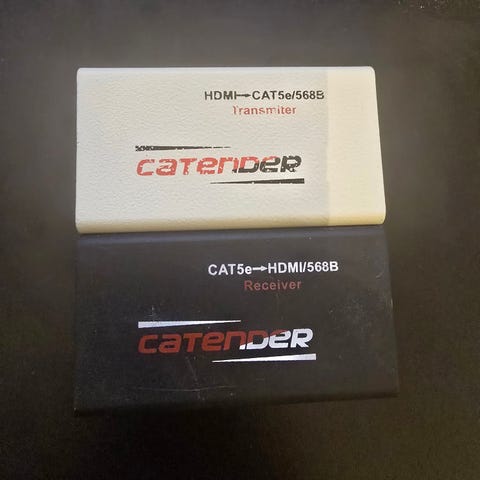 HDMI→CAT5e/568B
Transmiter
CATENDER
CAT5e→HDMI/568B
Receiver
CATENDER